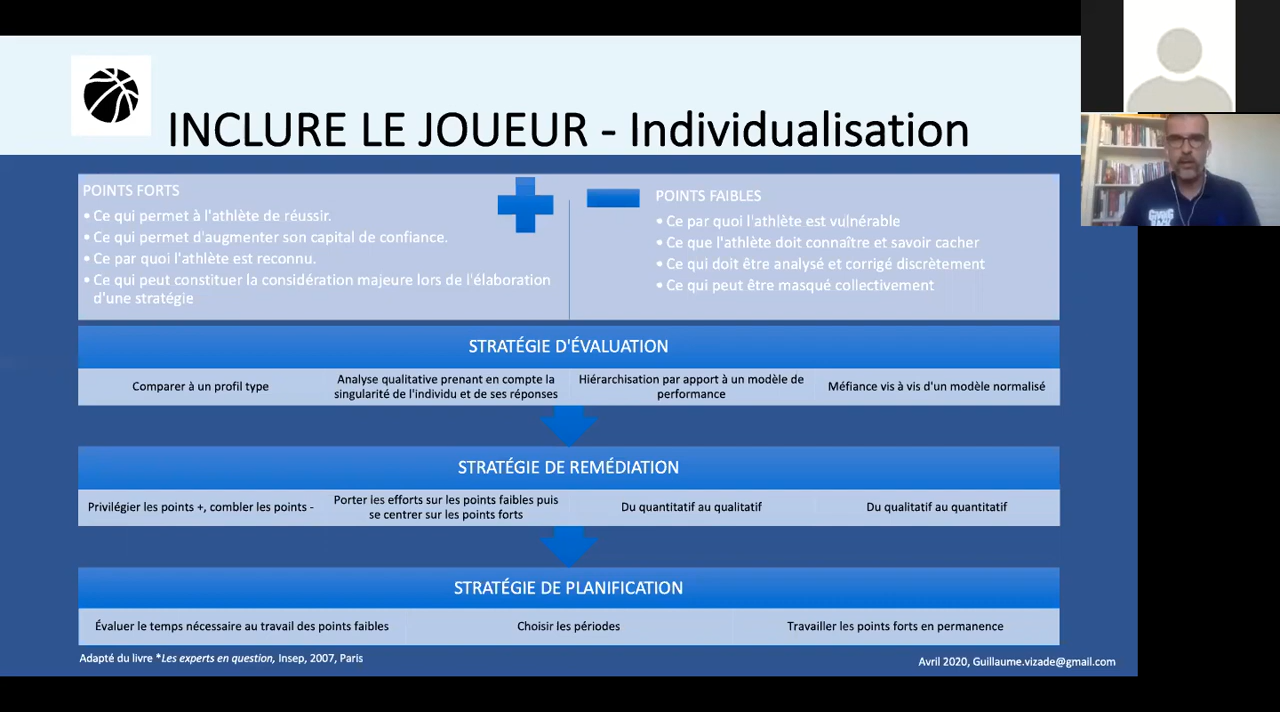 INCLURE LE JOUEUR - Individualisation
POINTS FORTS
• Ce qui permet à l'athlète de réussir.
• Ce qui permet d'augmenter son capital de confiance.
• Ce par quoi l'athlète est reconnu.
• Ce qui peut constituer la considération majeure lors de l'élaboration
d'une stratégie
POINTS FAIBLES
• Ce par quoi l'athlète est vulnérable
• Ce que l'athlète doit connaître et savoir cacher
• Ce qui doit être analysé et corrigé discrètement
• Ce qui peut être masqué collectivement
STRATÉGIE D'ÉVALUATION
Comparer à un profil type
Analyse qualitative prenant en compte la
singularité de l'individu et de ses réponses
Hiérarchisation par apport à un modèle de
performance
Méfiance vis à vis d'un modèle normalisé
STRATÉGIE DE REMÉDIATION
Privilégier les points +, combler les points -
Porter les efforts sur les points faibles puis
se centrer sur les points forts
Du quantitatif au qualitatif
Du qualitatif au quantitatif
STRATÉGIE DE PLANIFICATION
Évaluer le temps nécessaire au travail des points faibles
Choisir les périodes
Travailler les points forts en permanence
Adapté du livre *Les experts en question, Insep, 2007, Paris
Avril 2020, Guillaume.vizade@gmail.com